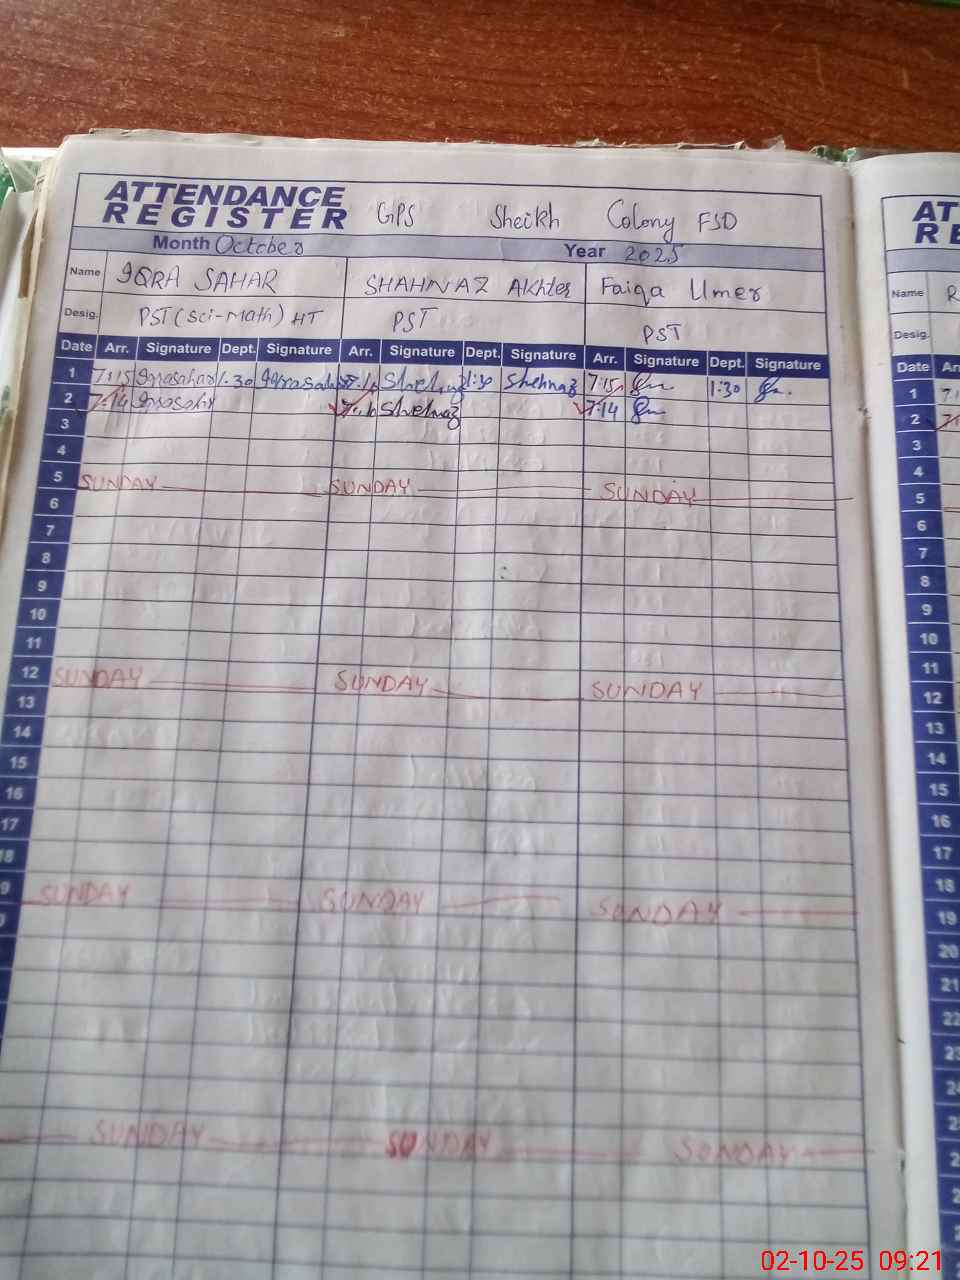 ATTENDANCE
REGISTER GPS Sheikh Colony FSD
Month October Year 2025
Name IQRA SAHAR SHAHNAZ Akhter Faiqa Umer
Desig. PST (Sci-Math) HT PST PST
Date Arr. Signature Dept. Signature Arr. Signature Dept. Signature Arr. Signature Dept. Signature
1 7:15 Iqrasahar 1.30 Iqrasahar Shehnaz 1:30 Shehnaz 7:15 1:30
2 7:14 Shehnaz 7:14
3
4
5 SUNDAY SUNDAY SUNDAY
6
7
8
9
10
11
12 SUNDAY SUNDAY SUNDAY
13
14
15
16
17
18
9 SUNDAY SUNDAY SUNDAY
SUNDAY SUNDAY SUNDAY
AT
RE
Name R
Desig.
Date Arr
1
2
3
4
5
6
7
8
9
10
11
12
13
14
15
16
17
18
19
20
21
22
23
24
02-10-25 09:21